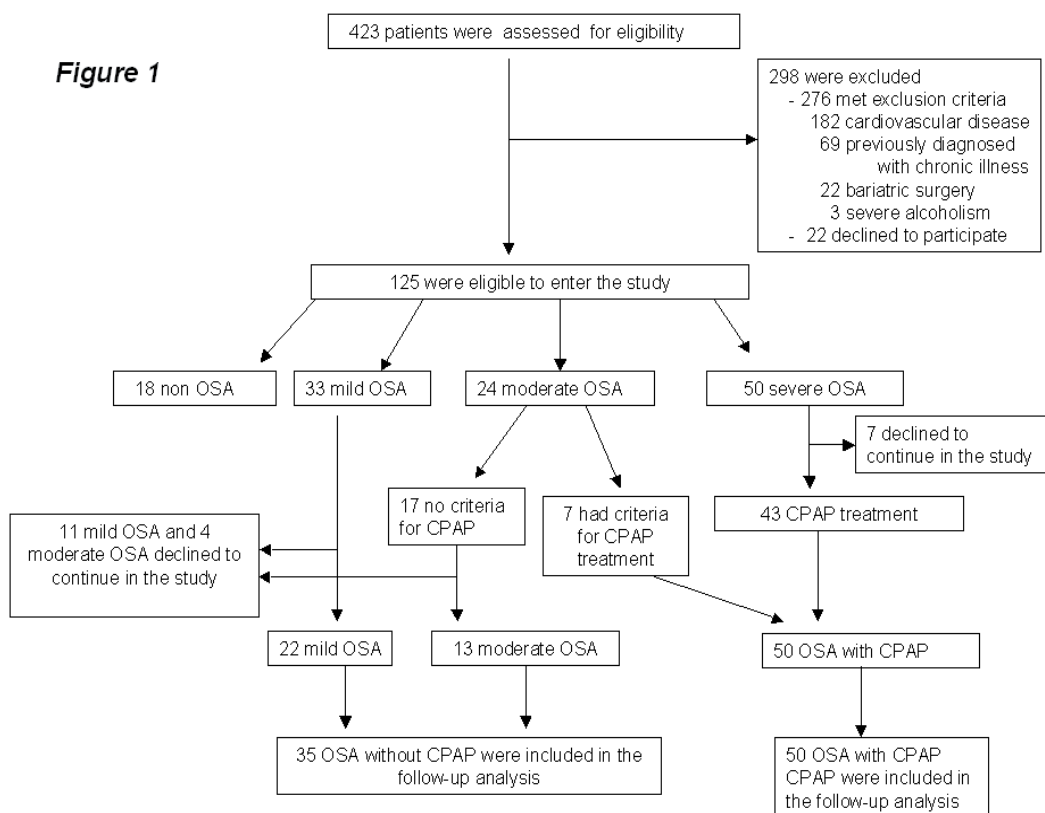 423 patients were assessed for eligibility
Figure 1
298 were excluded
- 276 met exclusion criteria
182 cardiovascular disease
69 previously diagnosed
with chronic illness
22 bariatric surgery
3 severe alcoholism
- 22 declined to participate
125 were eligible to enter the study
18 non OSA
33 mild OSA
24 moderate OSA
50 severe OSA
7 declined to
continue in the study
17 no criteria
for CPAP
7 had criteria
for CPAP
treatment
43 CPAP treatment
11 mild OSA and 4
moderate OSA declined to
continue in the study
22 mild OSA
13 moderate OSA
50 OSA with CPAP
35 OSA without CPAP were included in the
follow-up analysis
50 OSA with CPAP
CPAP were included in
the follow-up analysis